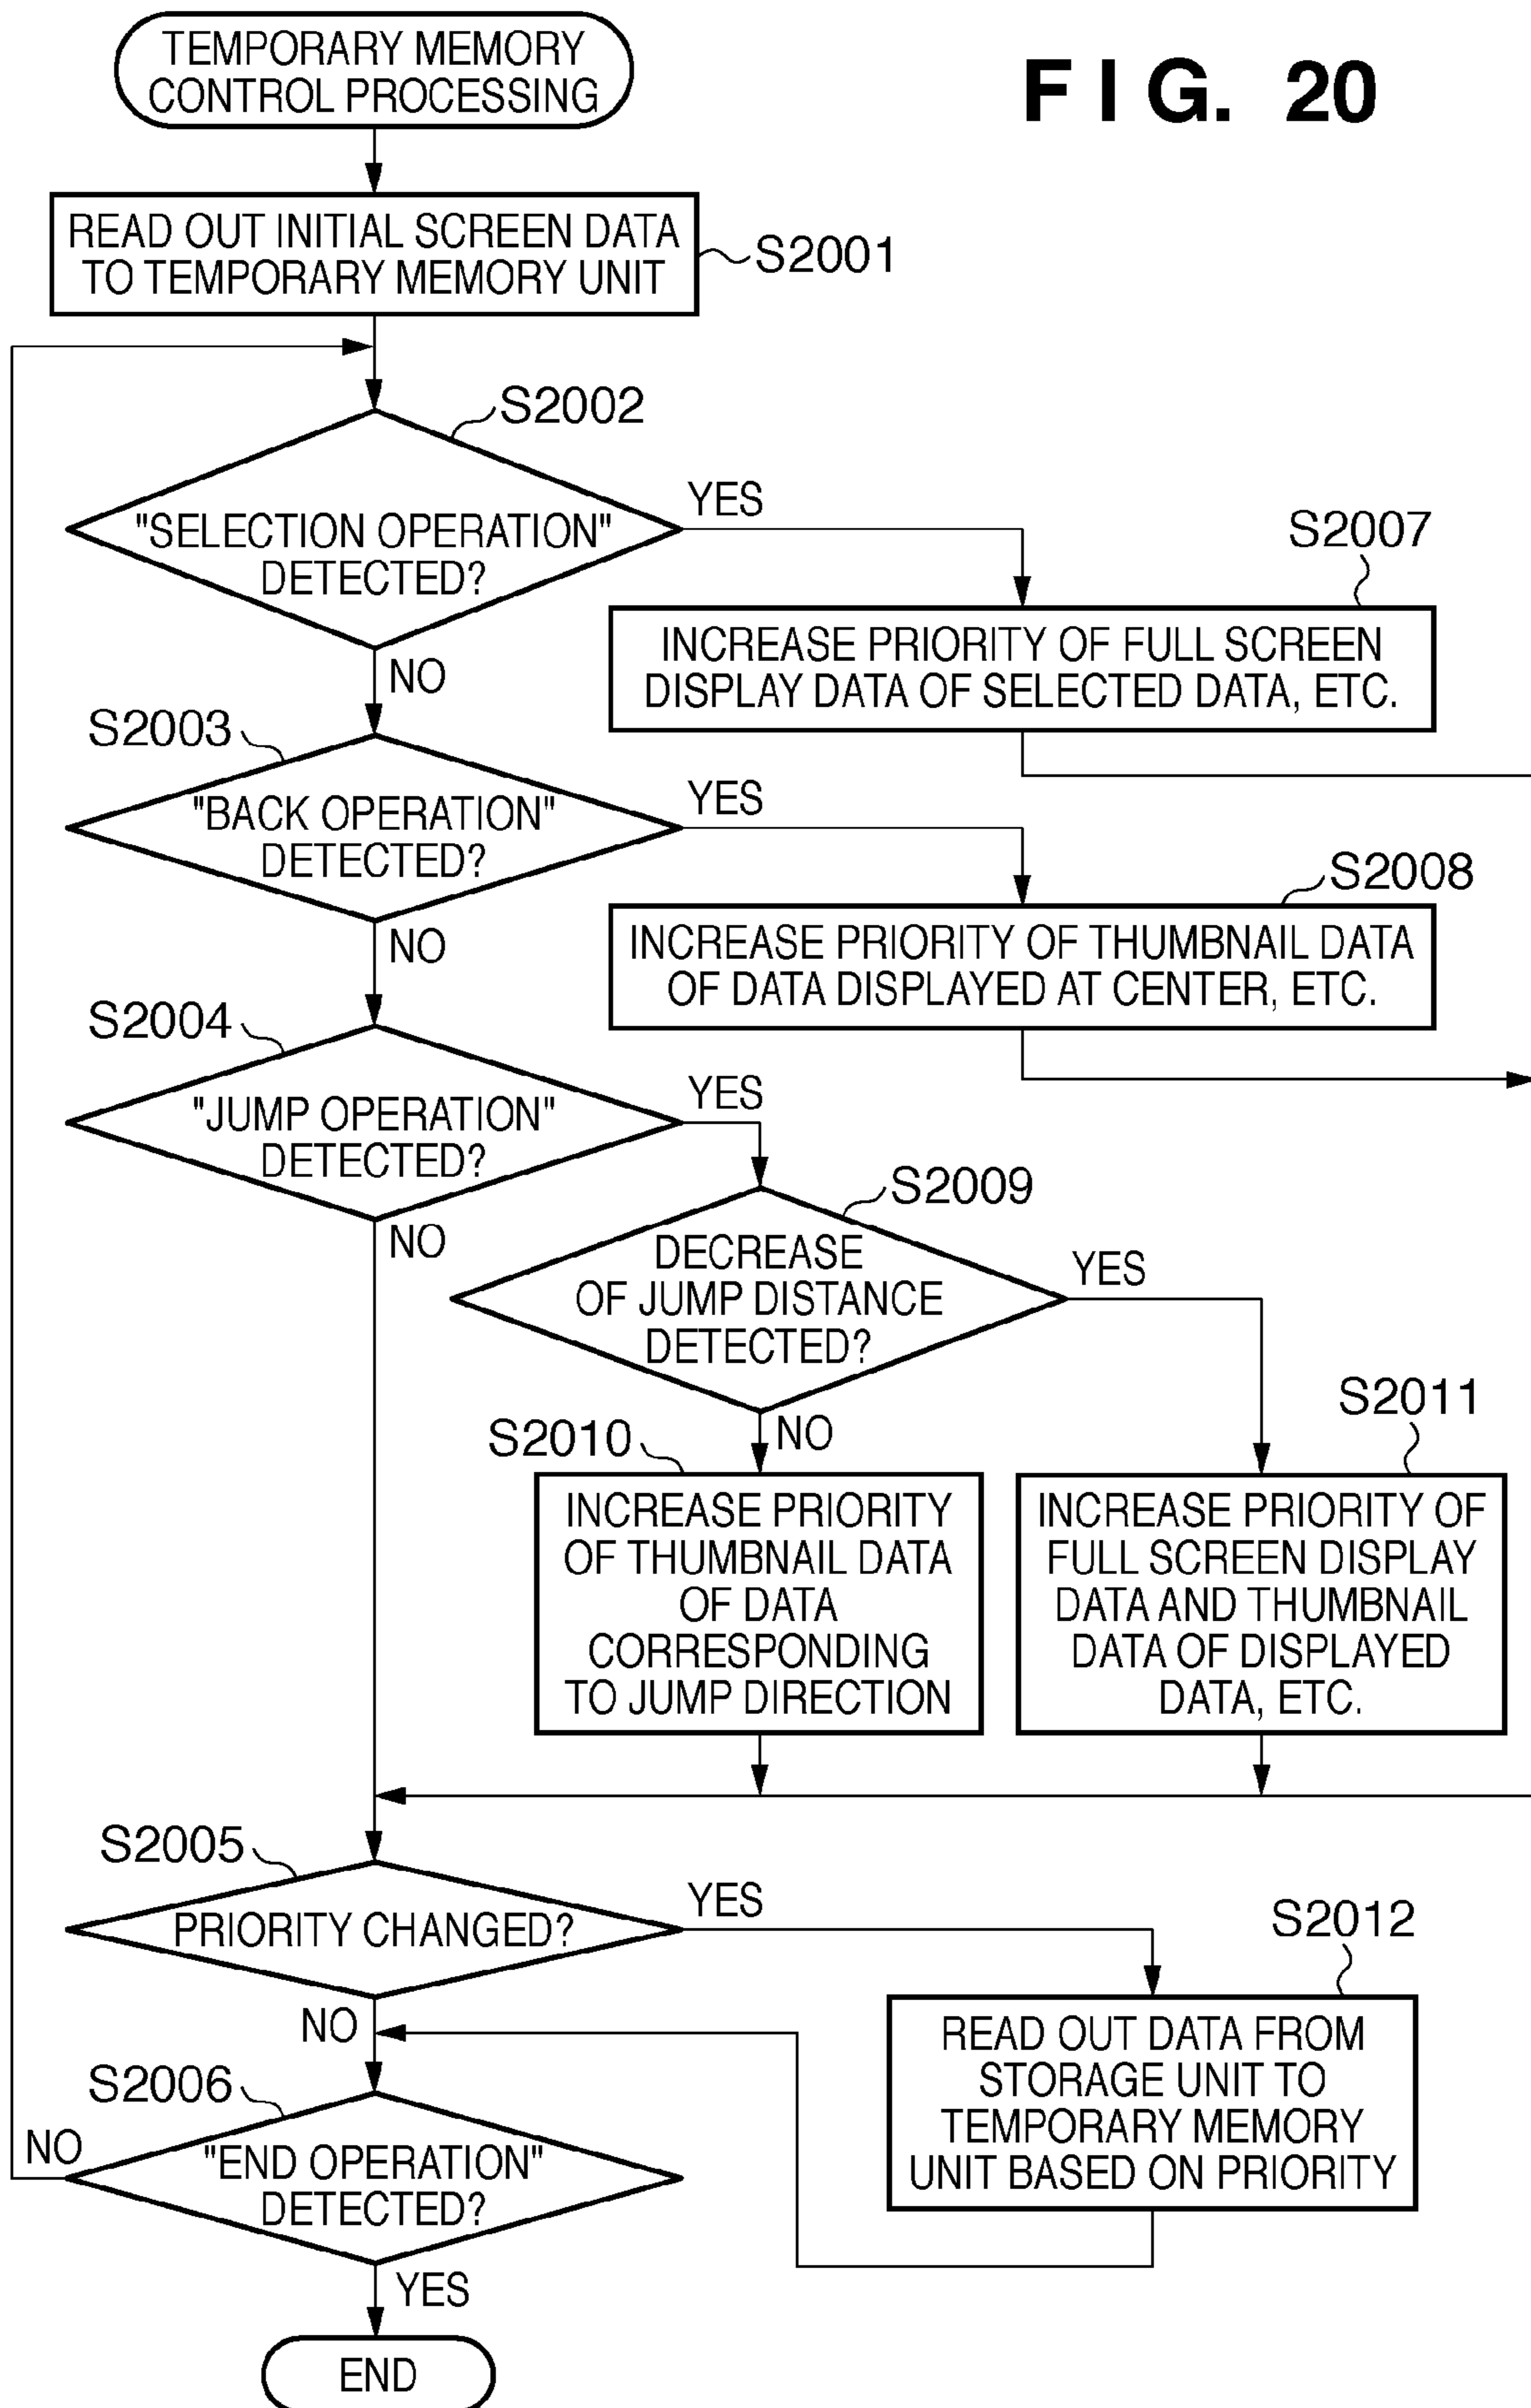 TEMPORARY MEMORY
CONTROL PROCESSING
FIG. 20
READ OUT INITIAL SCREEN DATA
TO TEMPORARY MEMORY UNIT
S2001
S2002
"SELECTION OPERATION"
DETECTED?
YES
NO
S2007
INCREASE PRIORITY OF FULL SCREEN
DISPLAY DATA OF SELECTED DATA, ETC.
S2003
"BACK OPERATION"
DETECTED?
YES
NO
S2008
INCREASE PRIORITY OF THUMBNAIL DATA
OF DATA DISPLAYED AT CENTER, ETC.
S2004
"JUMP OPERATION"
DETECTED?
YES
NO
S2009
DECREASE
OF JUMP DISTANCE
DETECTED?
YES
NO
S2010
INCREASE PRIORITY
OF THUMBNAIL DATA
OF DATA
CORRESPONDING
TO JUMP DIRECTION
S2011
INCREASE PRIORITY OF
FULL SCREEN DISPLAY
DATA AND THUMBNAIL
DATA OF DISPLAYED
DATA, ETC.
S2005
PRIORITY CHANGED?
YES
NO
S2012
READ OUT DATA FROM
STORAGE UNIT TO
TEMPORARY MEMORY
UNIT BASED ON PRIORITY
S2006
"END OPERATION"
DETECTED?
NO
YES
END